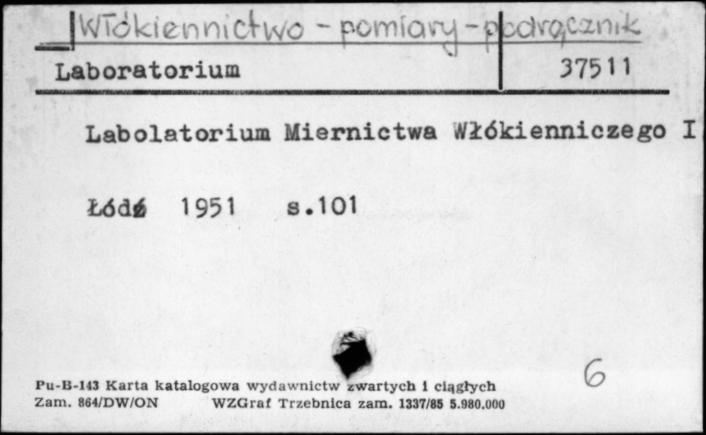 Włókiennictwo - pomiary - podręcznik
Laboratorium 37511
Labolatorium Miernictwa Włókienniczego I
Łódź 1951 s.101
6
Pu-B-143 Karta katalogowa wydawnictw zwartych i ciągłych
Zam. 864/DW/ON WZGraf Trzebnica zam. 1337/85 5.980.000